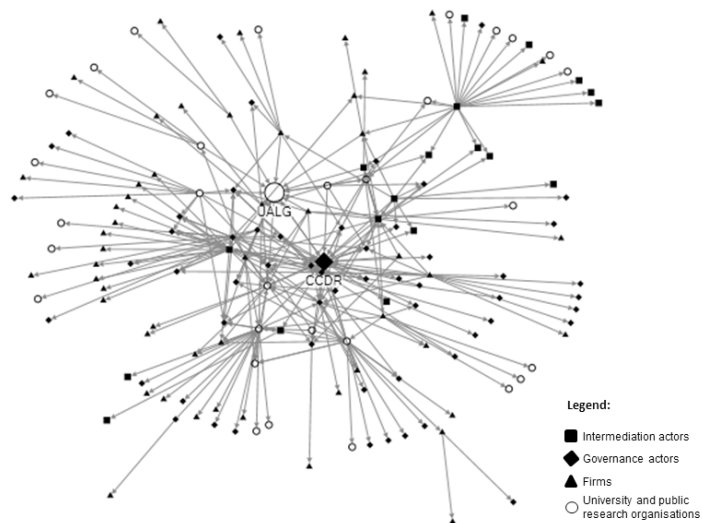 UALG
CCDR
Legend:
Intermediation actors
Governance actors
Firms
University and public
research organisations